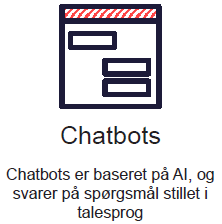 Chatbots
Chatbots er baseret på AI, og
svarer på spørgsmål stillet i
talesprog